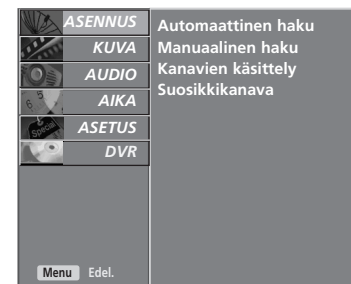 ASENNUS
KUVA
AUDIO
AIKA
ASETUS
DVR
Automaattinen haku
Manuaalinen haku
Kanavien käsittely
Suosikkikanava
Menu Edel.